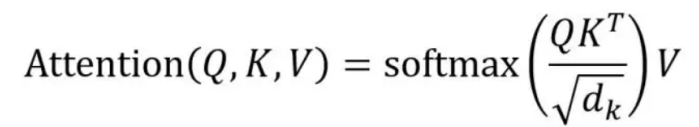 Attention(Q, K, V) = softmax(QK^T / √d_k) V